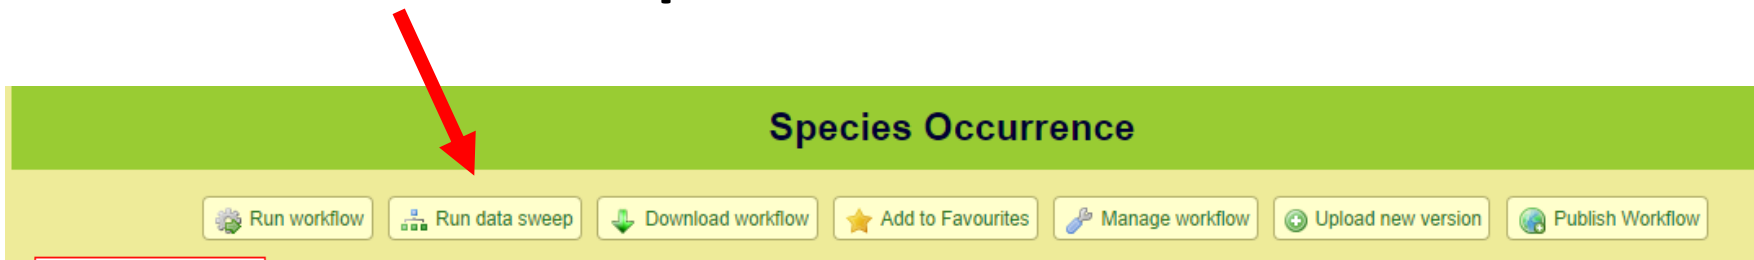 Species Occurrence
Run workflow Run data sweep Download workflow Add to Favourites Manage workflow Upload new version Publish Workflow